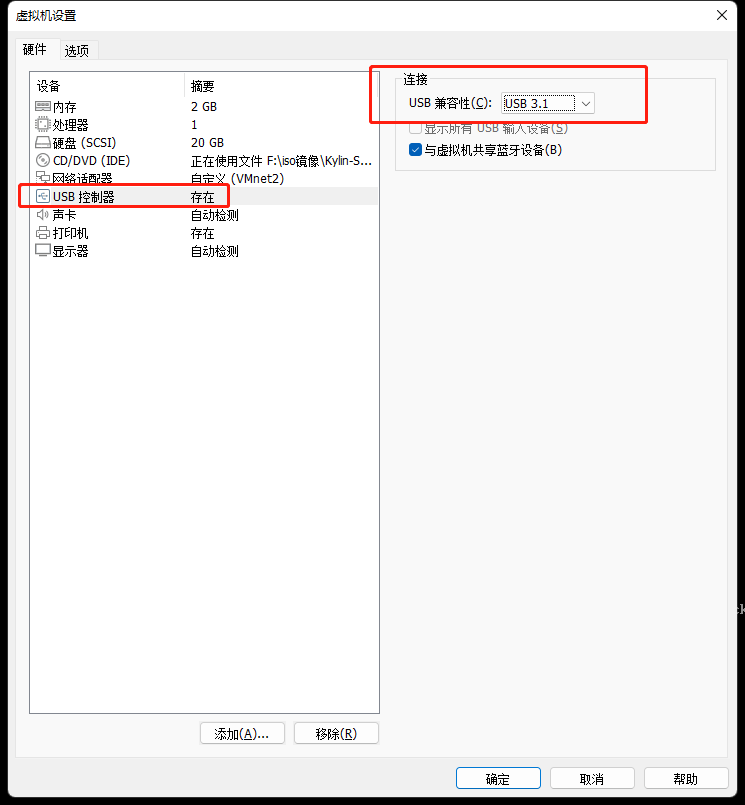 虚拟机设置
硬件 选项
设备 摘要
内存 2 GB
处理器 1
硬盘 (SCSI) 20 GB
CD/DVD (IDE) 正在使用文件 F:\iso镜像\Kylin-S...
网络适配器 自定义 (VMnet2)
USB 控制器 存在
声卡 自动检测
打印机 存在
显示器 自动检测
连接
USB 兼容性(C): USB 3.1
显示所有 USB 输入设备(S)
与虚拟机共享蓝牙设备(B)
添加(A)... 移除(R)
确定 取消 帮助